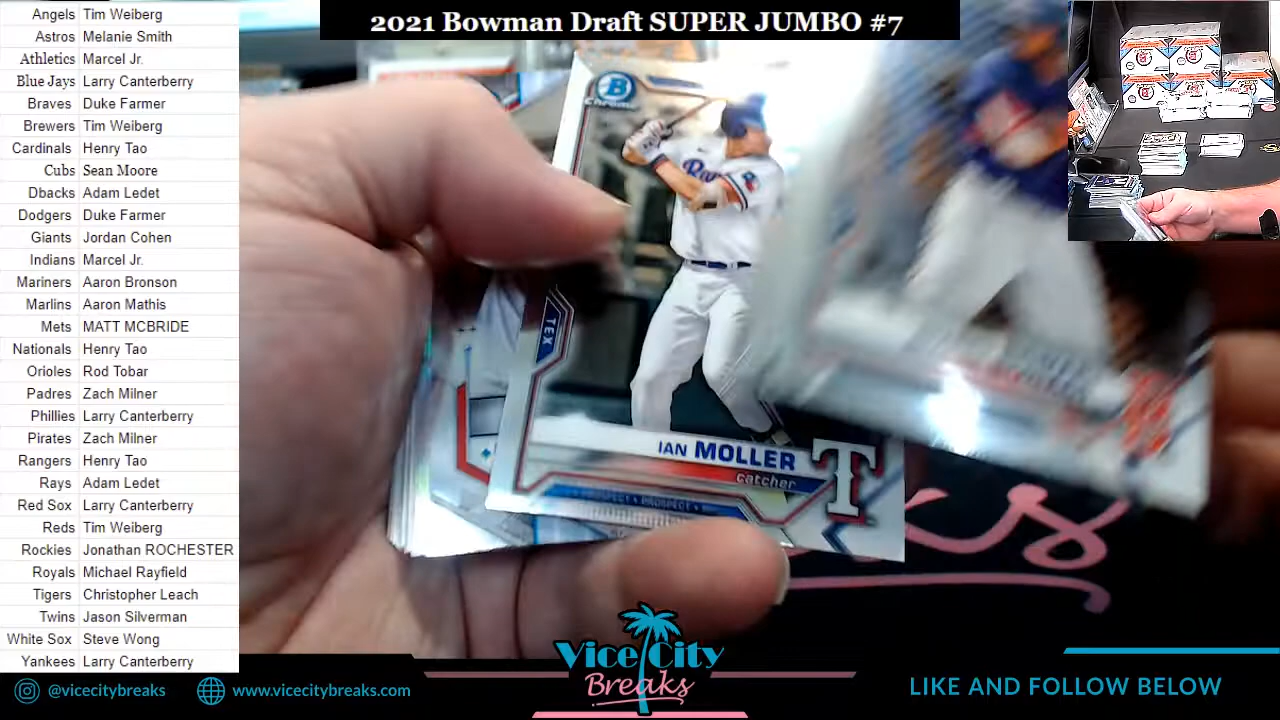 2021 Bowman Draft SUPER JUMBO #7
Angels Tim Weiberg
Astros Melanie Smith
Athletics Marcel Jr.
Blue Jays Larry Canterberry
Braves Duke Farmer
Brewers Tim Weiberg
Cardinals Henry Tao
Cubs Sean Moore
Dbacks Adam Ledet
Dodgers Duke Farmer
Giants Jordan Cohen
Indians Marcel Jr.
Mariners Aaron Bronson
Marlins Aaron Mathis
Mets MATT MCBRIDE
Nationals Henry Tao
Orioles Rod Tobar
Padres Zach Milner
Phillies Larry Canterberry
Pirates Zach Milner
Rangers Henry Tao
Rays Adam Ledet
Red Sox Larry Canterberry
Reds Tim Weiberg
Rockies Jonathan ROCHESTER
Royals Michael Rayfield
Tigers Christopher Leach
Twins Jason Silverman
White Sox Steve Wong
Yankees Larry Canterberry
B
Chrome
TEX
IAN MOLLER
catcher
PROSPECT • PROSPECT
T
@vicecitybreaks
www.vicecitybreaks.com
Vice City
Breaks
LIKE AND FOLLOW BELOW